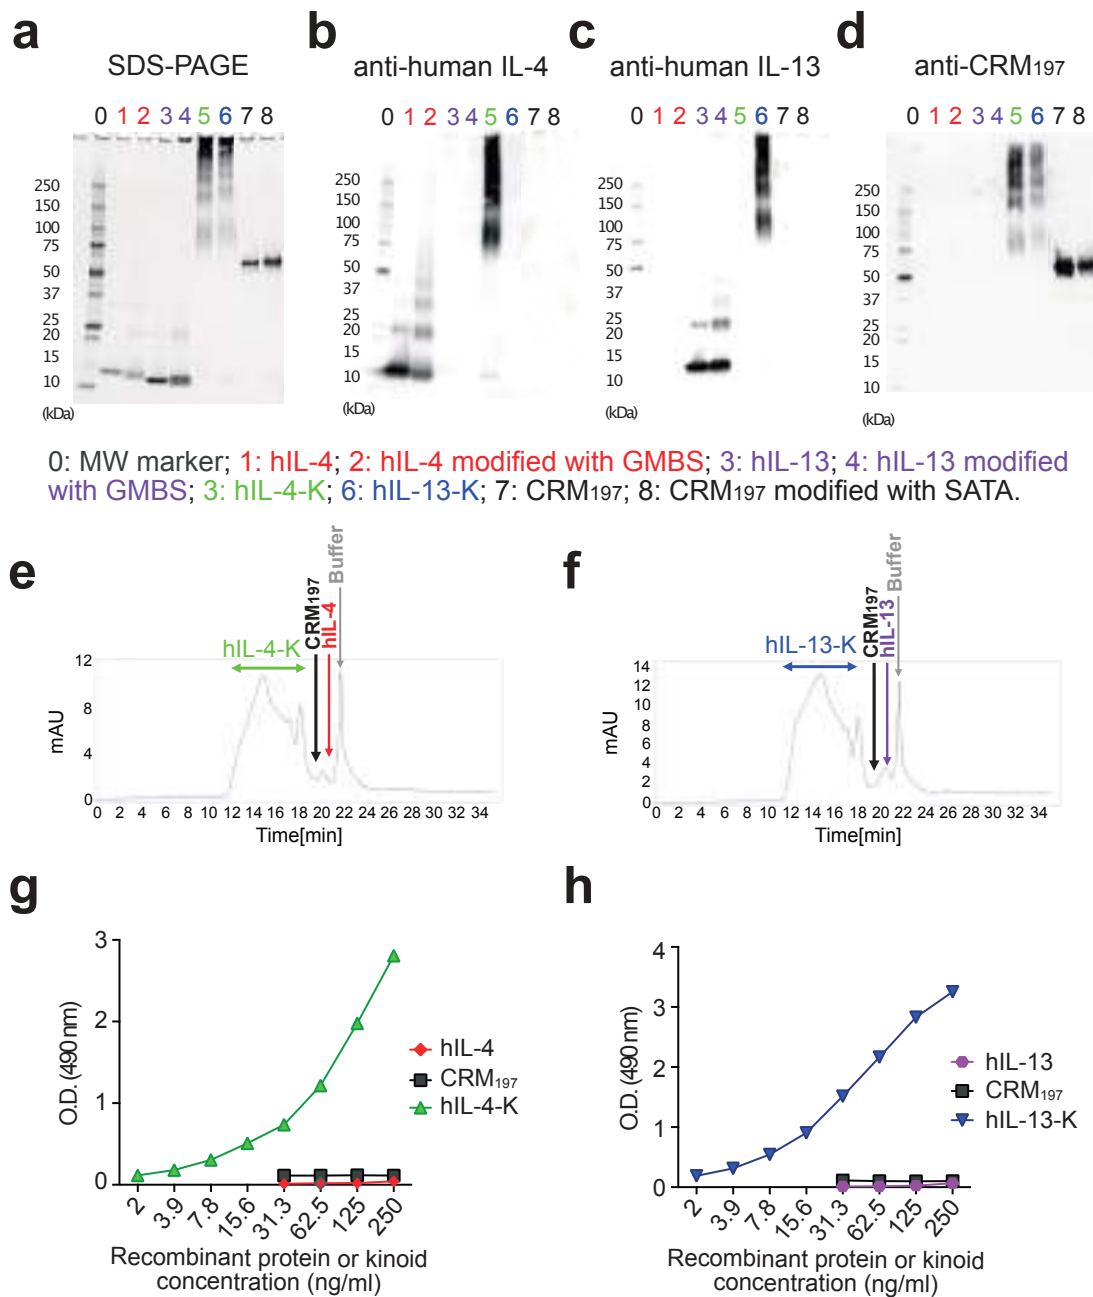 a
SDS-PAGE
0 1 2 3 4 5 6 7 8
250
150
100
75
50
37
25
20
15
10
(kDa)
b
anti-human IL-4
0 1 2 3 4 5 6 7 8
250
150
100
75
50
37
25
20
15
10
(kDa)
c
anti-human IL-13
0 1 2 3 4 5 6 7 8
250
150
100
75
50
37
25
20
15
10
(kDa)
d
anti-CRM197
0 1 2 3 4 5 6 7 8
250
150
100
75
50
37
25
20
15
10
(kDa)
0: MW marker; 1: hIL-4; 2: hIL-4 modified with GMBS; 3: hIL-13; 4: hIL-13 modified
with GMBS; 3: hIL-4-K; 6: hIL-13-K; 7: CRM197; 8: CRM197 modified with SATA.
e
hIL-4-K
CRM197
hIL-4
Buffer
12
8
4
0
mAU
0 2 4 6 8 10 12 14 16 18 20 22 24 26 28 30 32 34
Time[min]
f
hIL-13-K
CRM197
hIL-13
Buffer
14
12
10
8
6
4
2
0
mAU
0 2 4 6 8 10 12 14 16 18 20 22 24 26 28 30 32 34
Time[min]
g
3
2
1
0
O.D. (490 nm)
hIL-4
CRM197
hIL-4-K
2 3.9 7.8 15.6 31.3 62.5 125 250
Recombinant protein or kinoid
concentration (ng/ml)
h
4
3
2
1
0
O.D. (490 nm)
hIL-13
CRM197
hIL-13-K
2 3.9 7.8 15.6 31.3 62.5 125 250
Recombinant protein or kinoid
concentration (ng/ml)